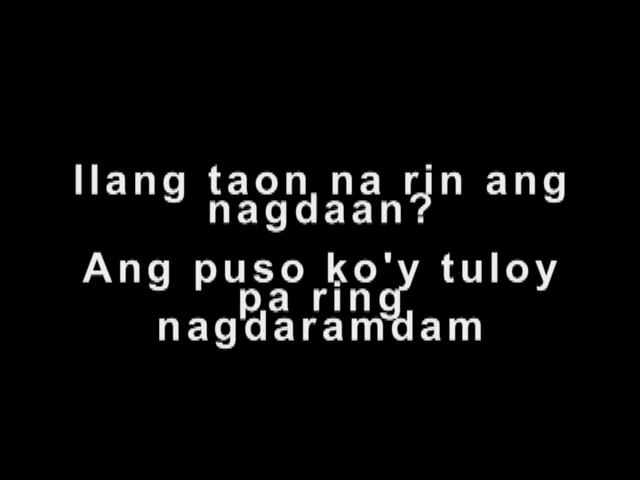 Ilang taon na rin ang
nagdaan?
Ang puso ko'y tuloy
pa ring
nagdaramdam